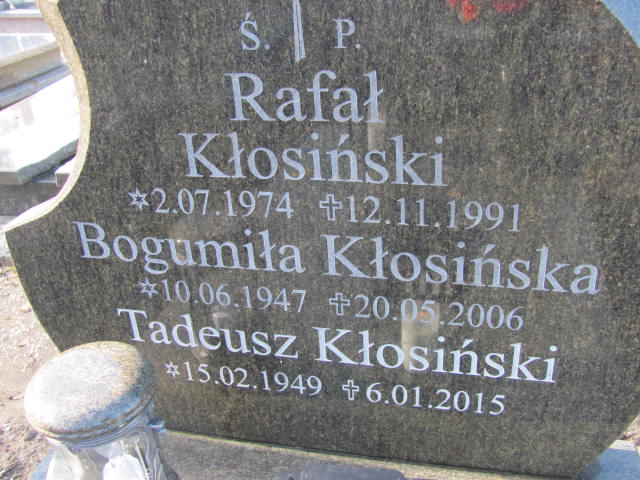 Ś. P.
Rafał
Kłosiński
✡2.07.1974 ✝12.11.1991
Bogumiła Kłosińska
✡10.06.1947 ✝20.05.2006
Tadeusz Kłosiński
✡15.02.1949 ✝6.01.2015